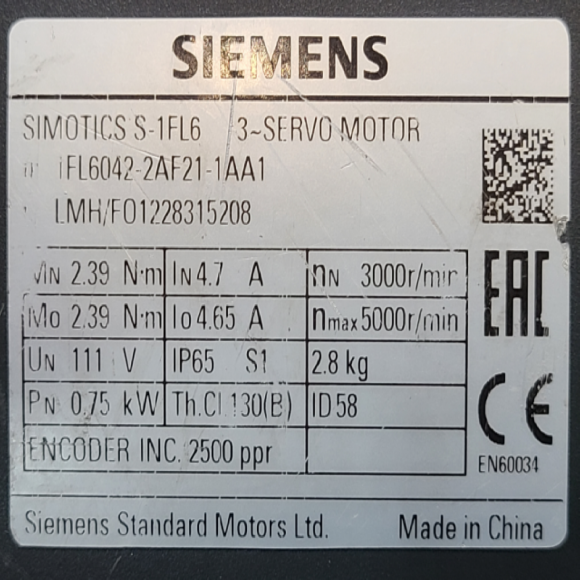 SIEMENS
SIMOTICS S-1FL6 3~SERVO MOTOR
1FL6042-2AF21-1AA1
LMH/F01228315208
MN 2.39 N·m IN 4.7 A nN 3000r/min
Mo 2.39 N·m Io 4.65 A nmax 5000r/min
UN 111 V IP65 S1 2.8 kg
PN 0.75 kW Th.Cl.130(B) ID 58
ENCODER INC. 2500 ppr
EAC
CE
EN60034
Siemens Standard Motors Ltd. Made in China